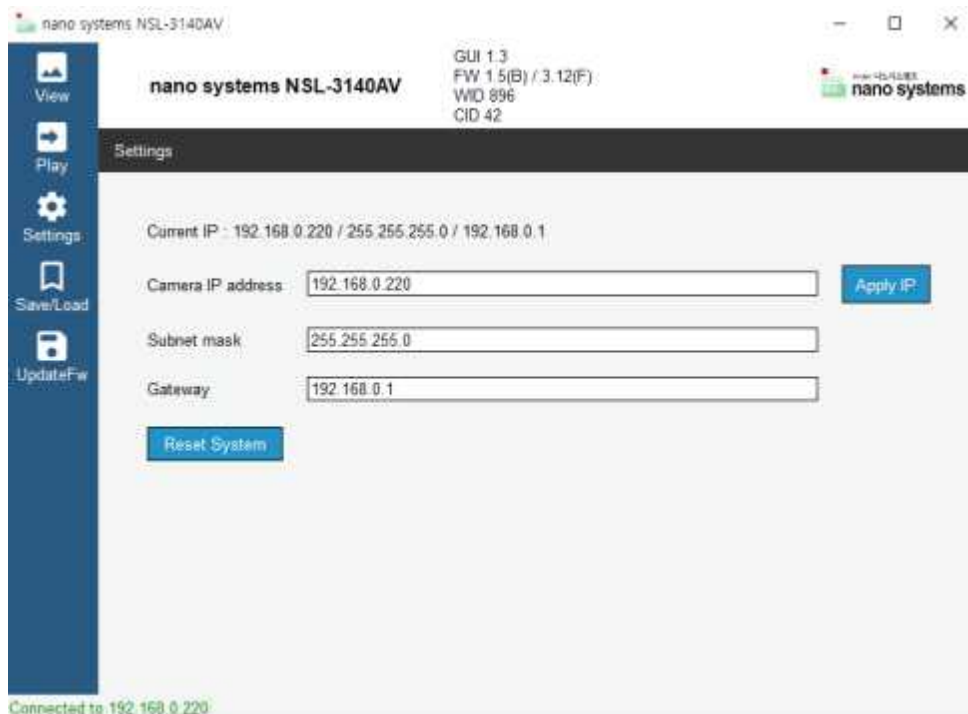 nano systems NSL-3140AV
View
Play
Settings
Save/Load
UpdateFw
nano systems NSL-3140AV
GUI 1.3
FW 1.5(B) / 3.12(F)
WID 896
CID 42
nano systems
Settings
Current IP : 192.168.0.220 / 255.255.255.0 / 192.168.0.1
Camera IP address 192.168.0.220 Apply IP
Subnet mask 255.255.255.0
Gateway 192.168.0.1
Reset System
Connected to 192.168.0.220